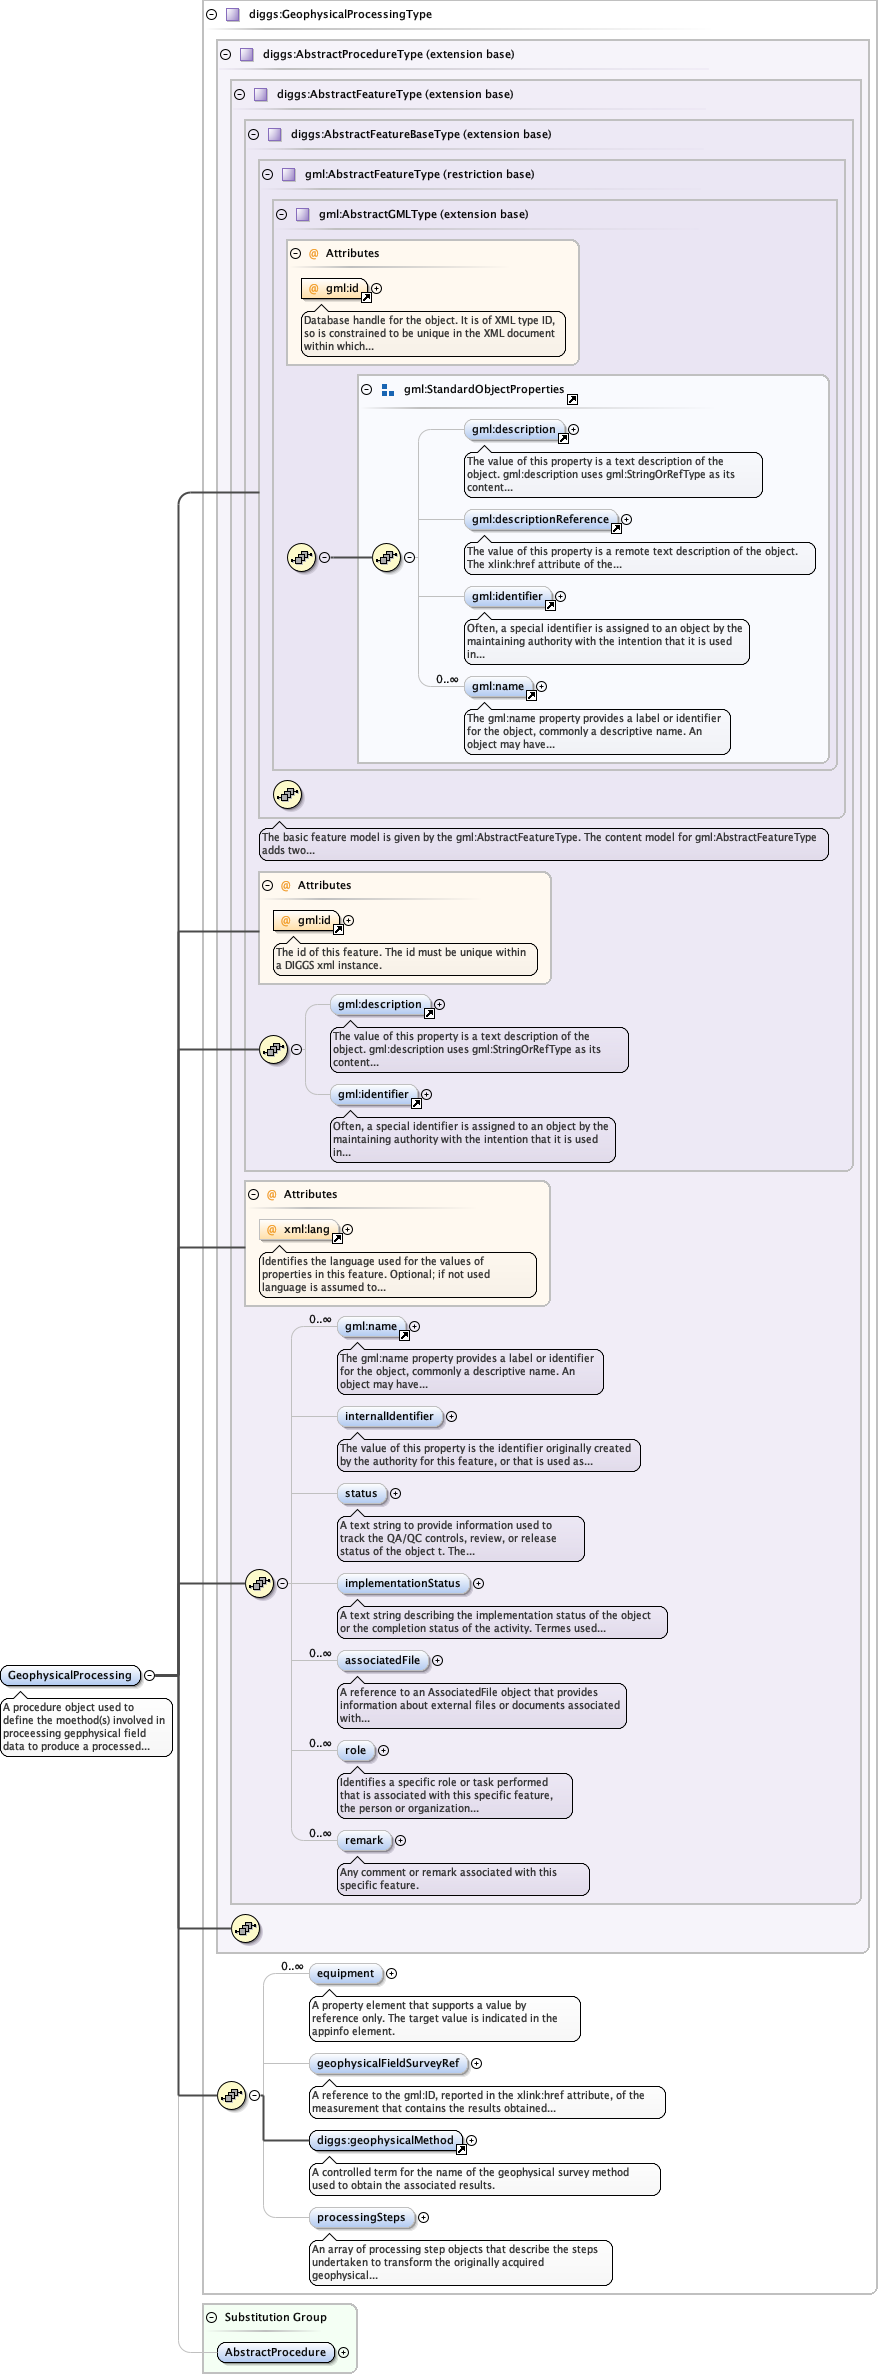 diggs:GeophysicalProcessingType
diggs:AbstractProcedureType (extension base)
diggs:AbstractFeatureType (extension base)
diggs:AbstractFeatureBaseType (extension base)
gml:AbstractFeatureType (restriction base)
gml:AbstractGMLType (extension base)
@ Attributes
@ gml:id
Database handle for the object. It is of XML type ID,
so is constrained to be unique in the XML document
within which...
gml:StandardObjectProperties
gml:description
The value of this property is a text description of the
object. gml:description uses gml:StringOrRefType as its
content...
gml:descriptionReference
The value of this property is a remote text description of the object.
The xlink:href attribute of the...
gml:identifier
Often, a special identifier is assigned to an object by the
maintaining authority with the intention that it is used
in...
0..∞
gml:name
The gml:name property provides a label or identifier
for the object, commonly a descriptive name. An
object may have...
The basic feature model is given by the gml:AbstractFeatureType. The content model for gml:AbstractFeatureType
adds two...
@ Attributes
@ gml:id
The id of this feature. The id must be unique within
a DIGGS xml instance.
gml:description
The value of this property is a text description of the
object. gml:description uses gml:StringOrRefType as its
content...
gml:identifier
Often, a special identifier is assigned to an object by the
maintaining authority with the intention that it is used
in...
@ Attributes
@ xml:lang
Identifies the language used for the values of
properties in this feature. Optional; if not used
language is assumed to...
0..∞
gml:name
The gml:name property provides a label or identifier
for the object, commonly a descriptive name. An
object may have...
internalIdentifier
The value of this property is the identifier originally created
by the authority for this feature, or that is used as...
status
A text string to provide information used to
track the QA/QC controls, review, or release
status of the object t. The...
implementationStatus
A text string describing the implementation status of the object
or the completion status of the activity. Termes used...
0..∞
associatedFile
A reference to an AssociatedFile object that provides
information about external files or documents associated
with...
0..∞
role
Identifies a specific role or task performed
that is associated with this specific feature,
the person or organization...
0..∞
remark
Any comment or remark associated with this
specific feature.
GeophysicalProcessing
A procedure object used to
define the moethod(s) involved in
proceessing gepphysical field
data to produce a processed...
0..∞
equipment
A property element that supports a value by
reference only. The target value is indicated in the
appinfo element.
geophysicalFieldSurveyRef
A reference to the gml:ID, reported in the xlink:href attribute, of the
measurement that contains the results obtained...
diggs:geophysicalMethod
A controlled term for the name of the geophysical survey method
used to obtain the associated results.
processingSteps
An array of processing step objects that describe the steps
undertaken to transform the originally acquired
geophysical...
Substitution Group
AbstractProcedure